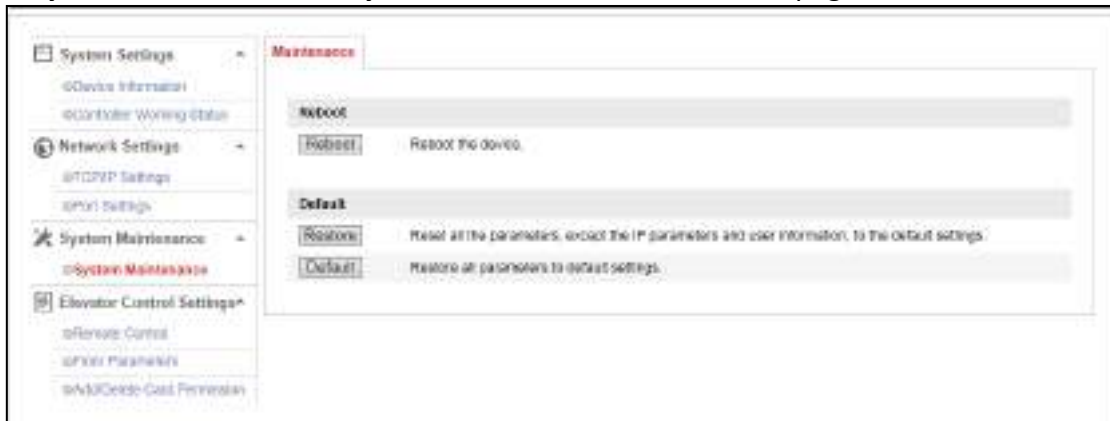 System Settings
Device Information
Controller Working Status
Network Settings
TCP/IP Settings
Port Settings
System Maintenance
System Maintenance
Elevator Control Settings
Remote Control
Floor Parameters
Add/Delete Card Permission
Maintenance
Reboot
Reboot Reboot the device.
Default
Restore Reset all the parameters, except the IP parameters and user information, to the default settings.
Default Restore all parameters to default settings.